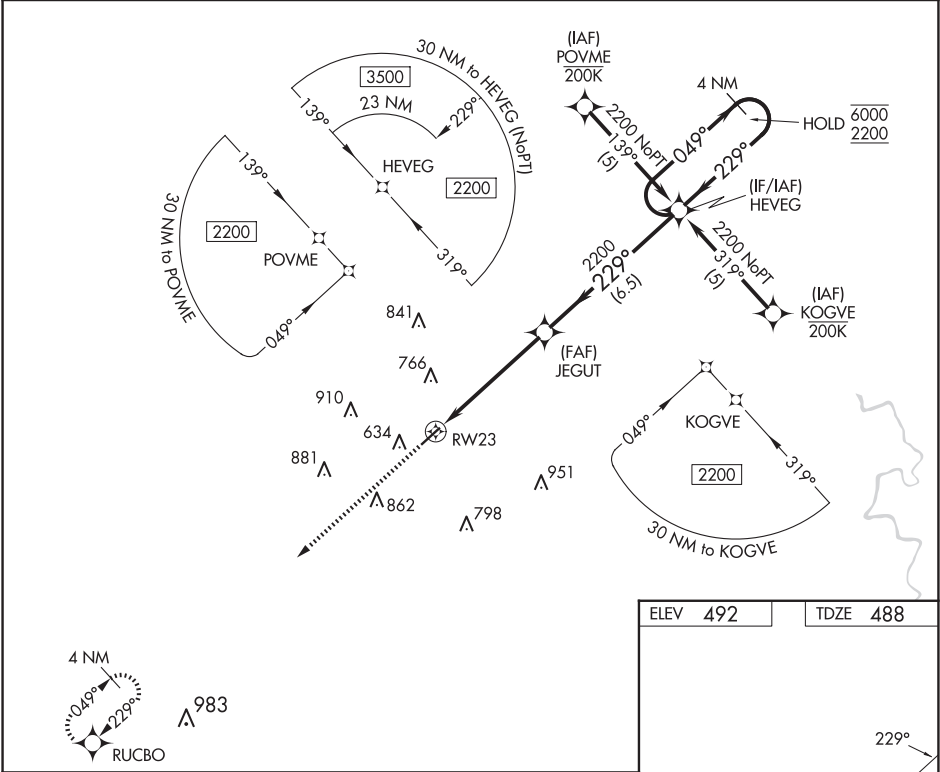 (IAF)
POVME
200K
4 NM
HOLD 6000
2200
30 NM to HEVEG (NoPT)
3500
23 NM
139°
229°
HEVEG
2200
319°
2200 NoPT
139°
(5)
049°
229°
(IF/IAF)
HEVEG
2200 NoPT
319°
(5)
(IAF)
KOGVE
200K
139°
30 NM to POVME
2200
POVME
049°
2200
229°
(6.5)
(FAF)
JEGUT
841
766
910
634
RW23
881
862
951
798
KOGVE
049°
319°
2200
30 NM to KOGVE
ELEV 492
TDZE 488
229°
4 NM
049°
229°
RUCBO
983